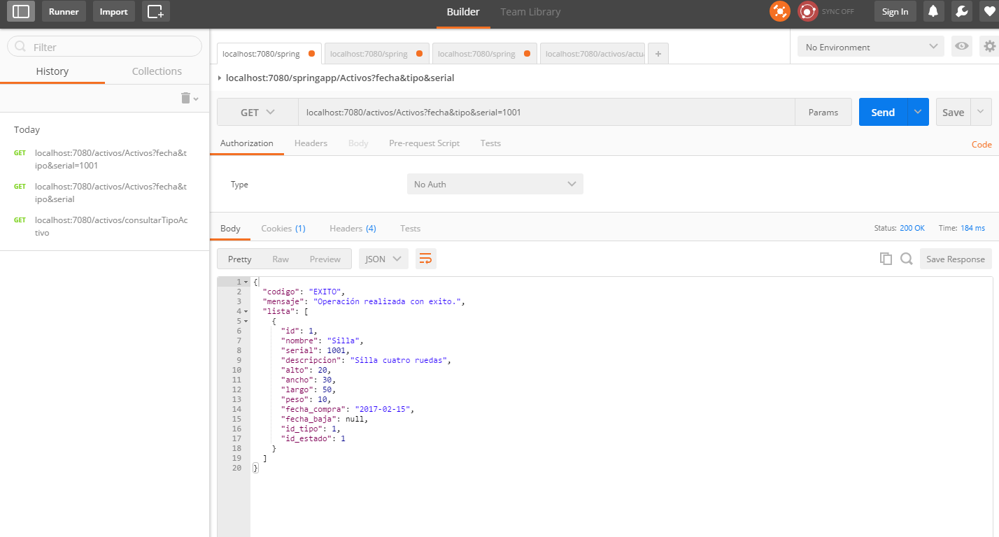 Runner Import Builder Team Library SYNC OFF Sign In
Filter
History Collections
Today
GET localhost:7080/activos/Activos?fecha&t
ipo&serial=1001
GET localhost:7080/activos/Activos?fecha&t
ipo&serial
GET localhost:7080/activos/consultarTipoAc
tivo
localhost:7080/spring localhost:7080/spring localhost:7080/spring localhost:7080/activos/actua + No Environment
localhost:7080/springapp/Activos?fecha&tipo&serial
GET localhost:7080/activos/Activos?fecha&tipo&serial=1001 Params Send Save
Authorization Headers Body Pre-request Script Tests Code
Type No Auth
Body Cookies (1) Headers (4) Tests Status: 200 OK Time: 184 ms
Pretty Raw Preview JSON Save Response
1 {
2 "codigo": "EXITO",
3 "mensaje": "Operación realizada con exito.",
4 "lista": [
5 {
6 "id": 1,
7 "nombre": "Silla",
8 "serial": 1001,
9 "descripcion": "Silla cuatro ruedas",
10 "alto": 20,
11 "ancho": 30,
12 "largo": 50,
13 "peso": 10,
14 "fecha_compra": "2017-02-15",
15 "fecha_baja": null,
16 "id_tipo": 1,
17 "id_estado": 1
18 }
19 ]
20 }